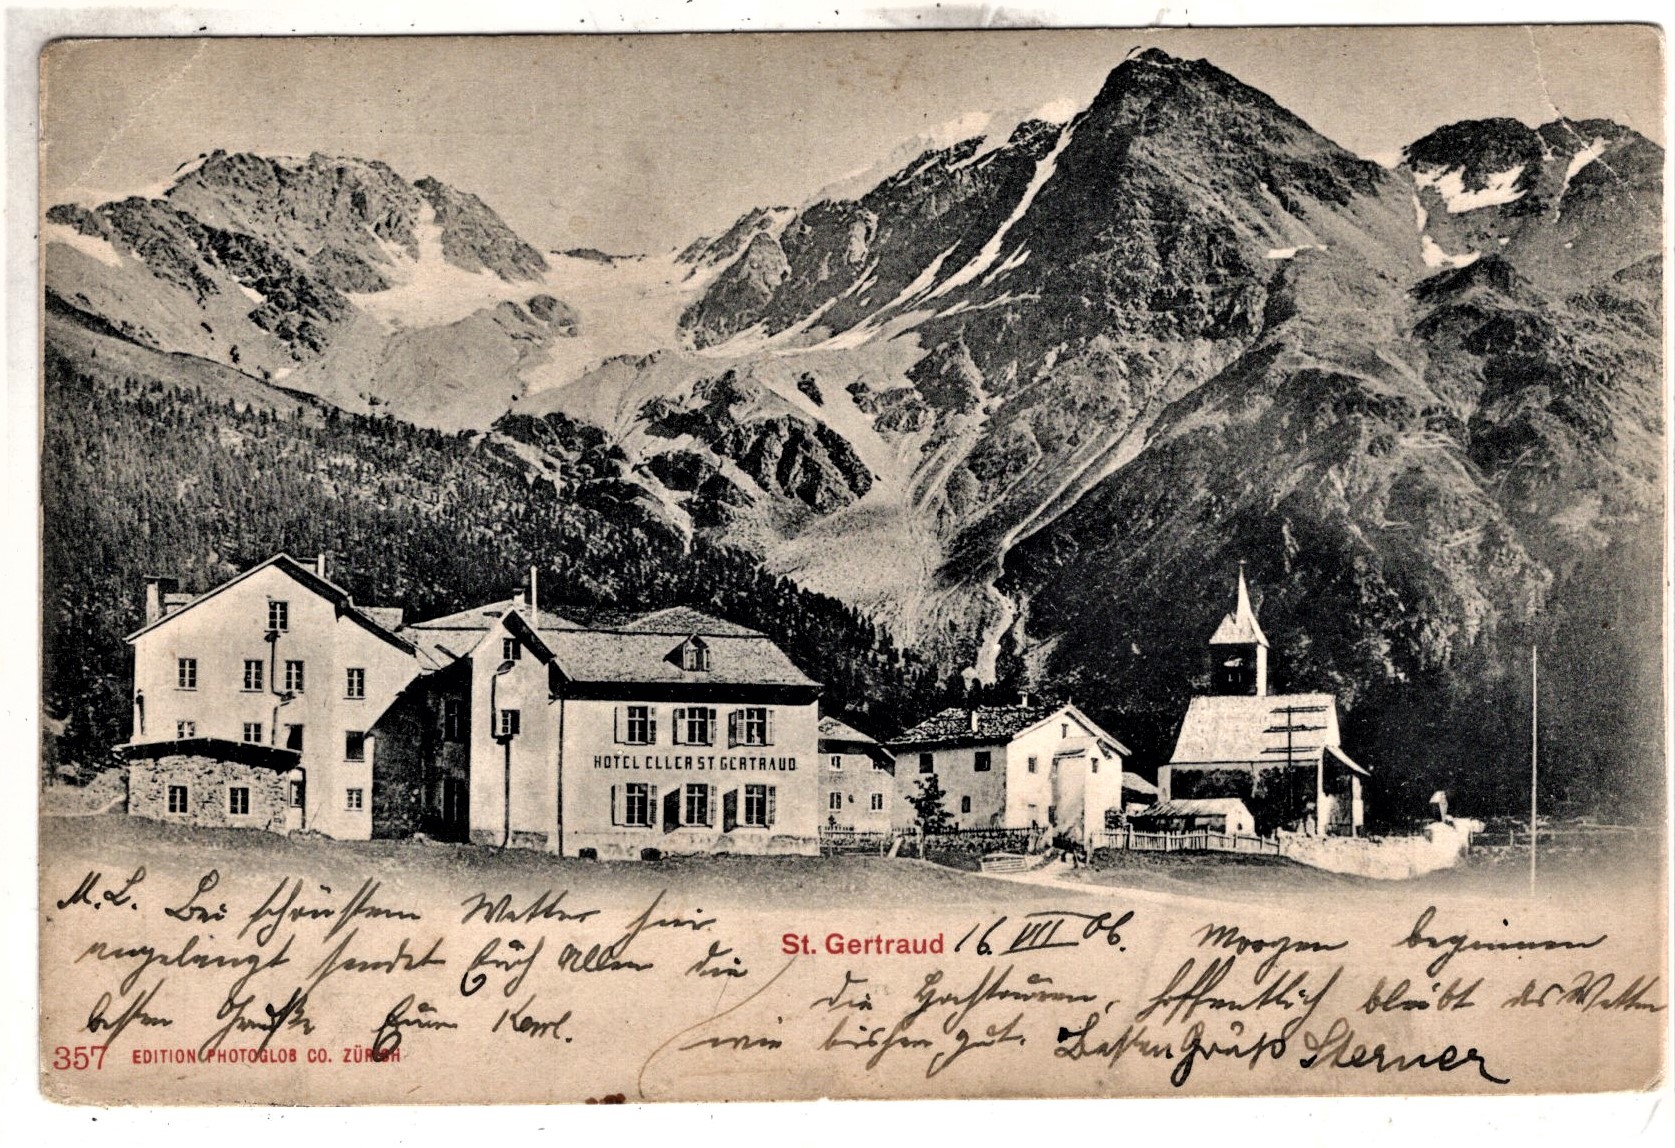 HOTEL ELLER ST GERTRAUD
M. L. Bei schönstem Wetter hier
angelangt sendet Euch Allen die
besten Grüße Euer Karl.
St. Gertraud 16. VIII 06. Morgen beginnen
die Hochtouren, hoffentlich bleibt das Wetter
wie bisher gut. Besten Gruß Sterner
357 EDITION PHOTOGLOB CO. ZÜRICH